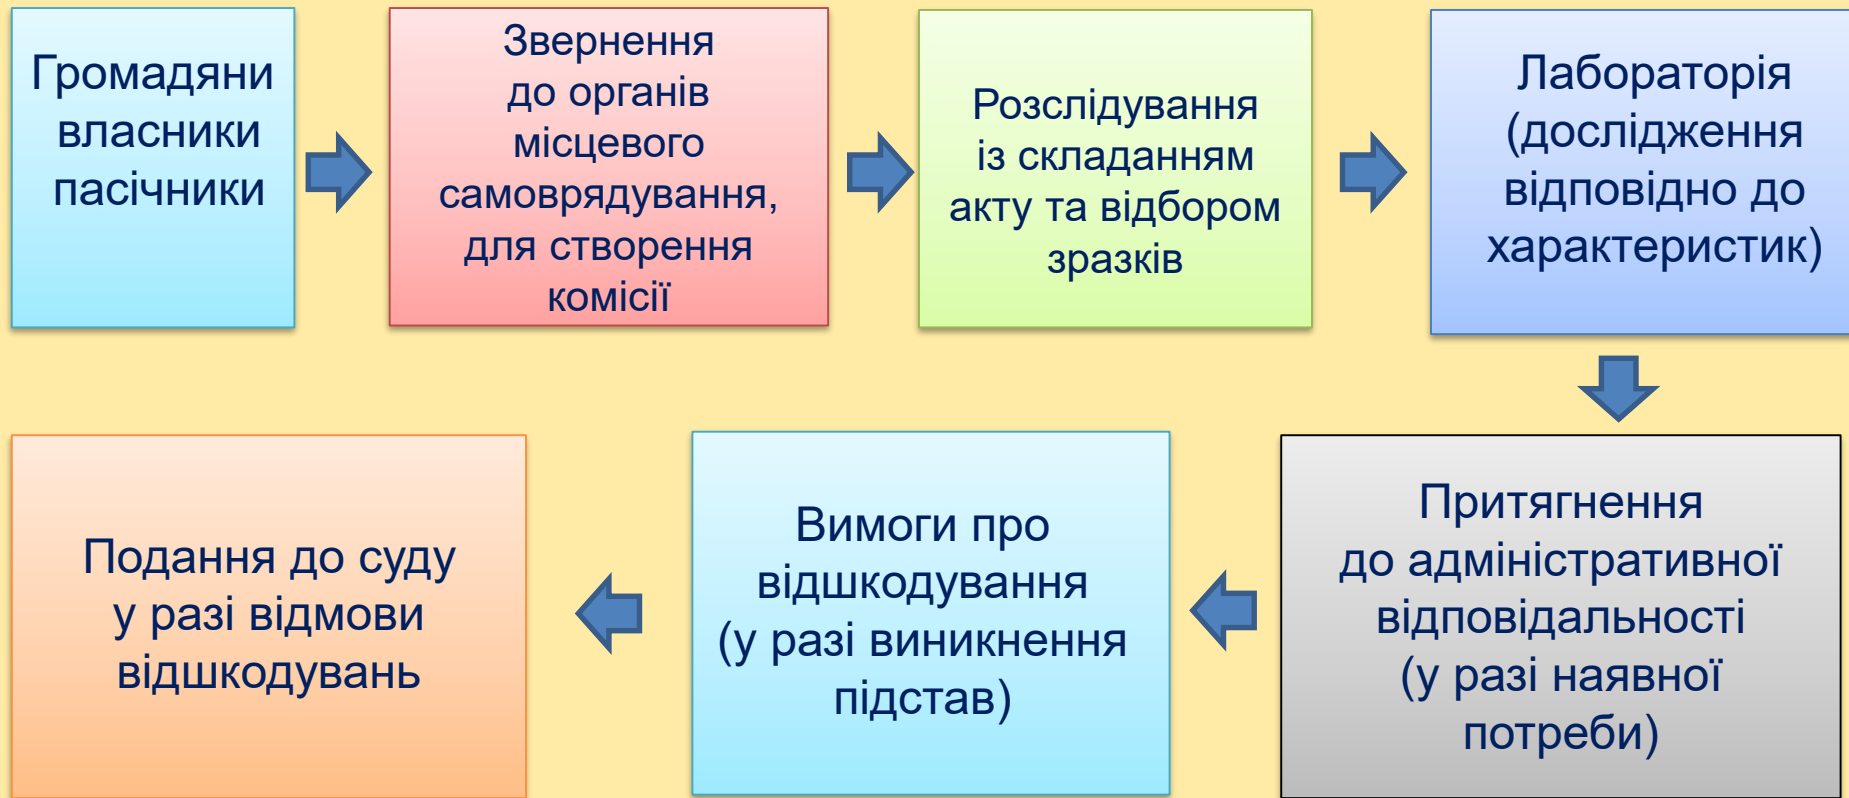 Громадяни
власники
пасічники
Звернення
до органів
місцевого
самоврядування,
для створення
комісії
Розслідування
із складанням
акту та відбором
зразків
Лабораторія
(дослідження
відповідно до
характеристик)
Притягнення
до адміністративної
відповідальності
(у разі наявної
потреби)
Вимоги про
відшкодування
(у разі виникнення
підстав)
Подання до суду
у разі відмови
відшкодувань